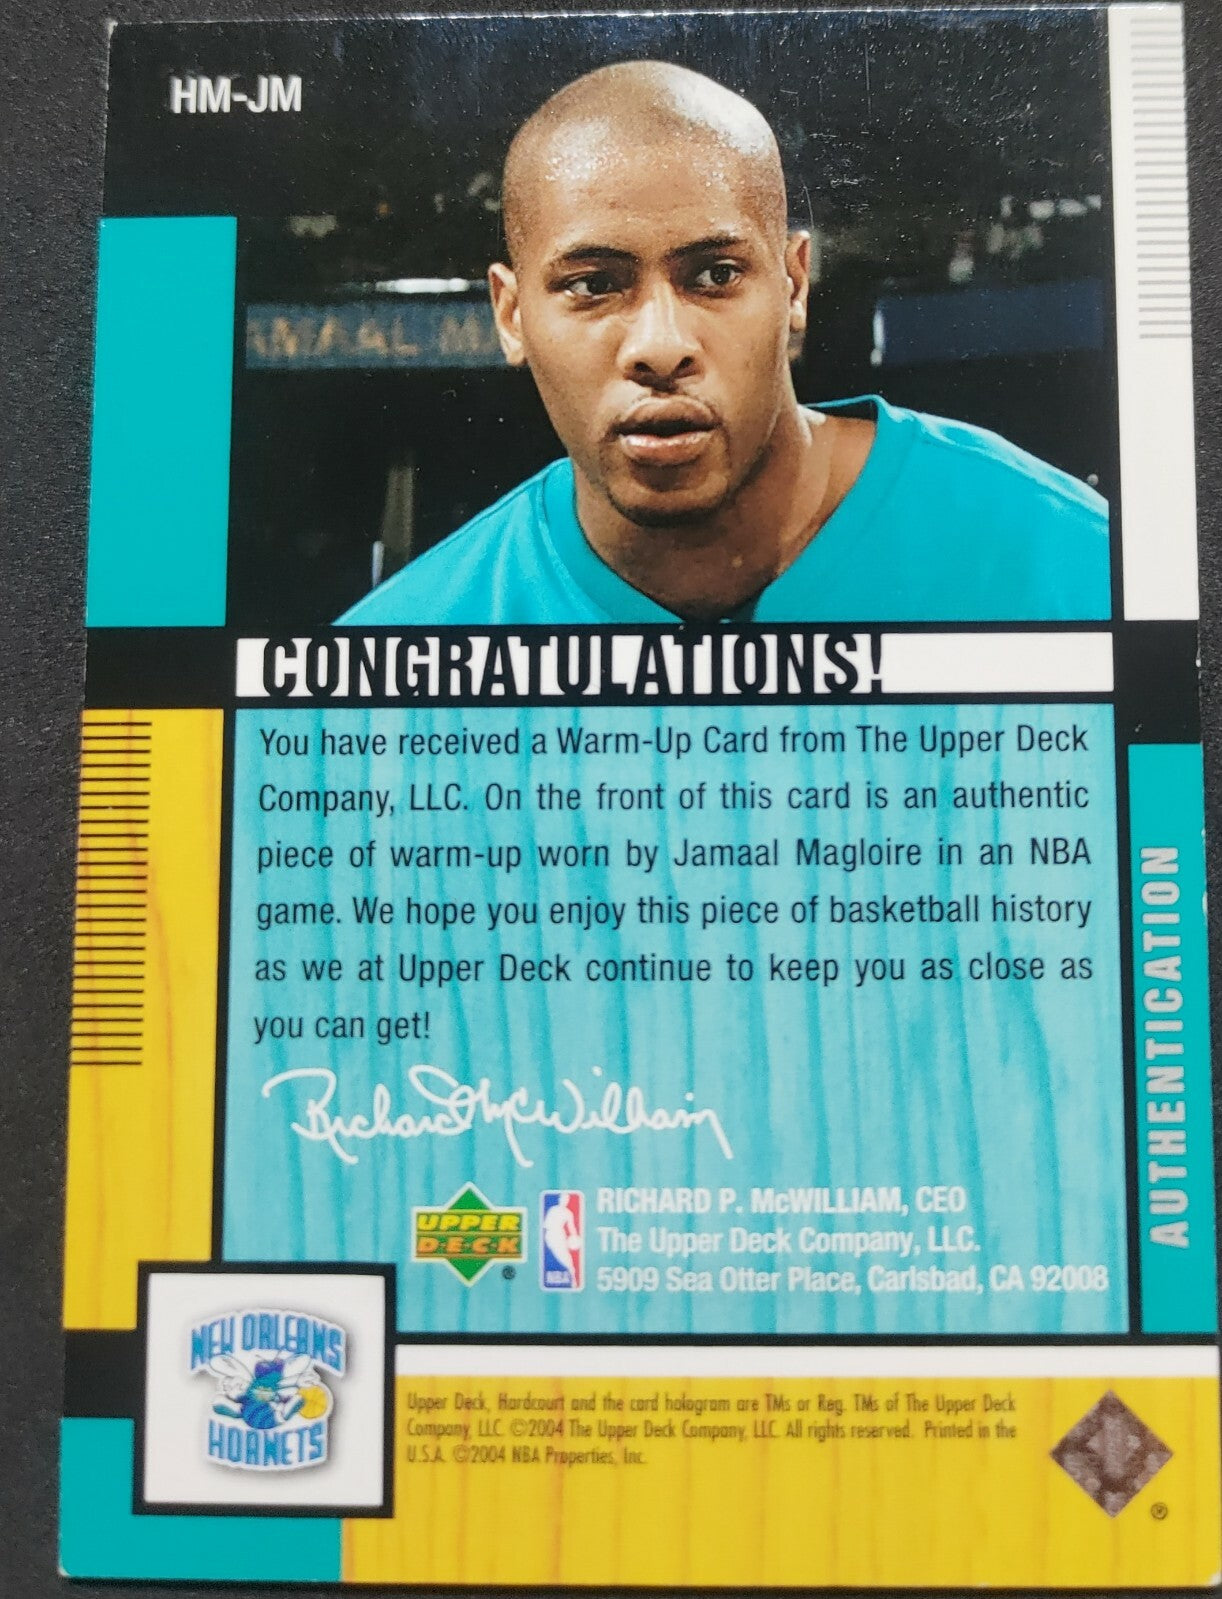 HM-JM
AMAAL MA
CONGRATULATIONS!
You have received a Warm-Up Card from The Upper Deck
Company, LLC. On the front of this card is an authentic
piece of warm-up worn by Jamaal Magloire in an NBA
game. We hope you enjoy this piece of basketball history
as we at Upper Deck continue to keep you as close as
you can get!
Richard McWilliam
UPPER
DECK
®
NBA
RICHARD P. McWILLIAM, CEO
The Upper Deck Company, LLC.
5909 Sea Otter Place, Carlsbad, CA 92008
AUTHENTICATION
NEW ORLEANS
HORNETS
Upper Deck, Hardcourt and the card hologram are TMs or Reg. TMs of The Upper Deck
Company, LLC. ©2004 The Upper Deck Company, LLC. All rights reserved. Printed in the
U.S.A. ©2004 NBA Properties, Inc.
®